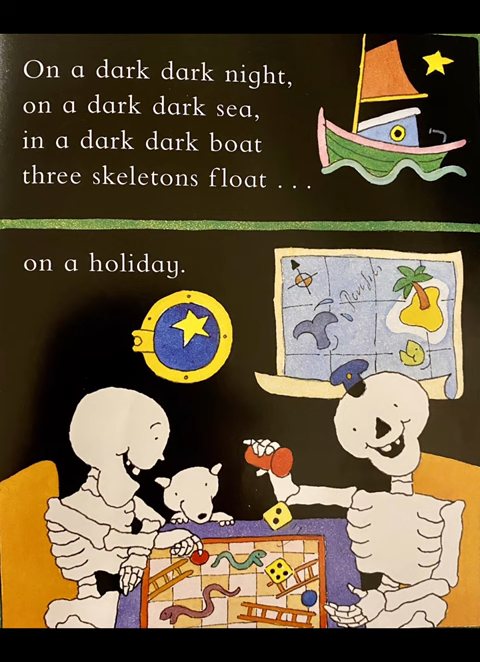 On a dark dark night,
on a dark dark sea,
in a dark dark boat
three skeletons float . . .
on a holiday.